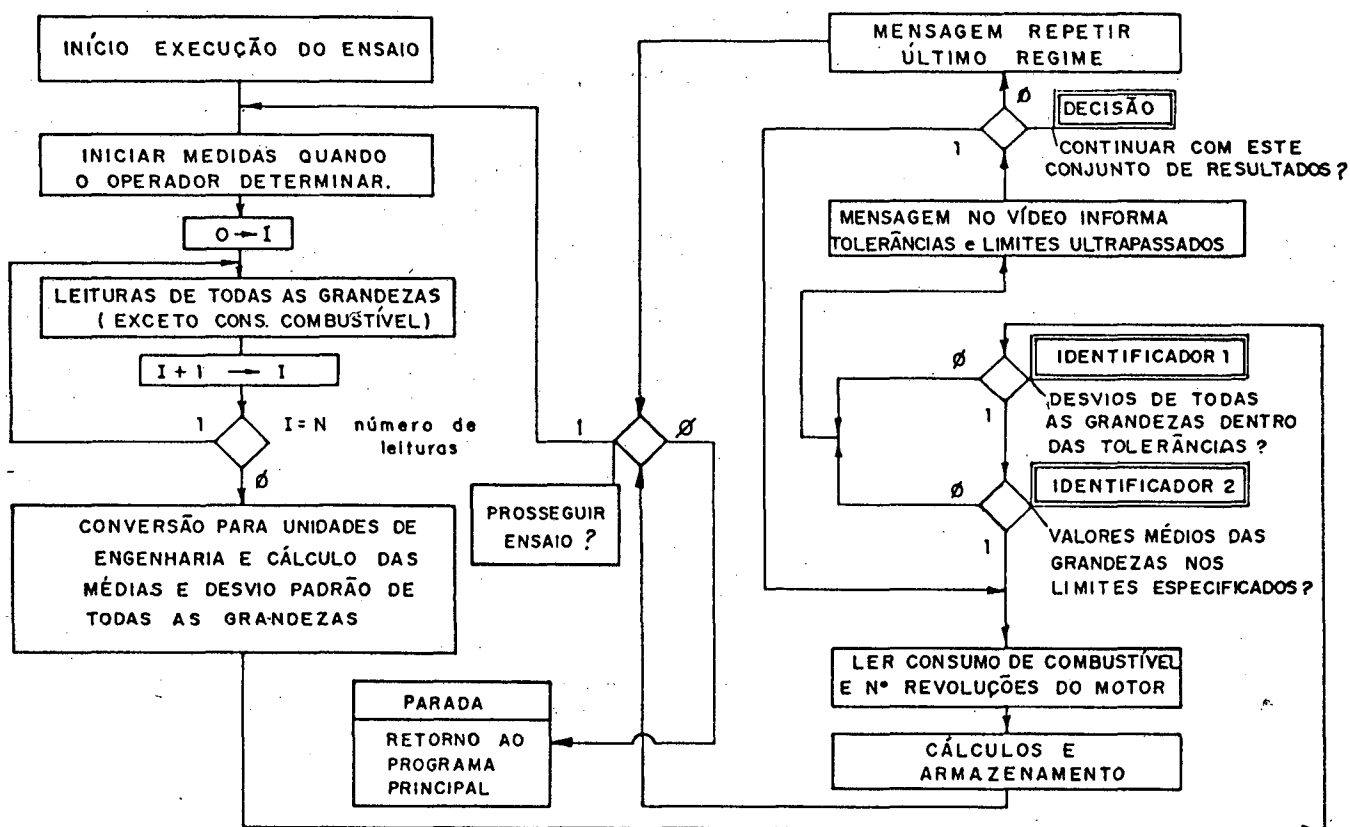 INÍCIO EXECUÇÃO DO ENSAIO
INICIAR MEDIDAS QUANDO
O OPERADOR DETERMINAR.
O → I
LEITURAS DE TODAS AS GRANDEZAS
( EXCETO CONS. COMBUSTÍVEL)
I + 1 → I
1
I = N número de
leituras
Ø
CONVERSÃO PARA UNIDADES DE
ENGENHARIA E CÁLCULO DAS
MÉDIAS E DESVIO PADRÃO DE
TODAS AS GRANDEZAS
1
Ø
PROSSEGUIR
ENSAIO ?
PARADA
RETORNO AO
PROGRAMA
PRINCIPAL
MENSAGEM REPETIR
ÚLTIMO REGIME
Ø
DECISÃO
1
CONTINUAR COM ESTE
CONJUNTO DE RESULTADOS ?
MENSAGEM NO VÍDEO INFORMA
TOLERÂNCIAS e LIMITES ULTRAPASSADOS
Ø
IDENTIFICADOR 1
1
DESVIOS DE TODAS
AS GRANDEZAS DENTRO
DAS TOLERÂNCIAS ?
Ø
IDENTIFICADOR 2
1
VALORES MÉDIOS DAS
GRANDEZAS NOS
LIMITES ESPECIFICADOS ?
LER CONSUMO DE COMBUSTÍVEL
E Nº REVOLUÇÕES DO MOTOR
CÁLCULOS E
ARMAZENAMENTO